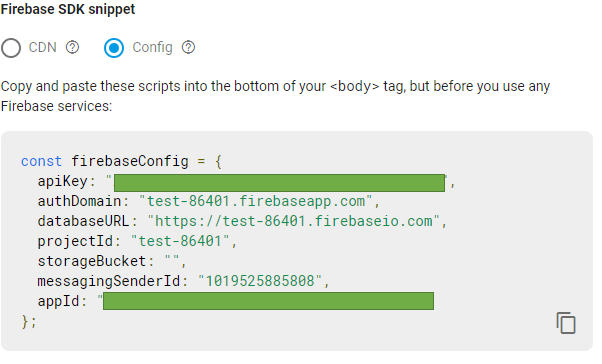 Firebase SDK snippet
CDN ? Config ?
Copy and paste these scripts into the bottom of your <body> tag, but before you use any
Firebase services:
const firebaseConfig = {
apiKey: "",
authDomain: "test-86401.firebaseapp.com",
databaseURL: "https://test-86401.firebaseio.com",
projectId: "test-86401",
storageBucket: "",
messagingSenderId: "1019525885808",
appId: "
};